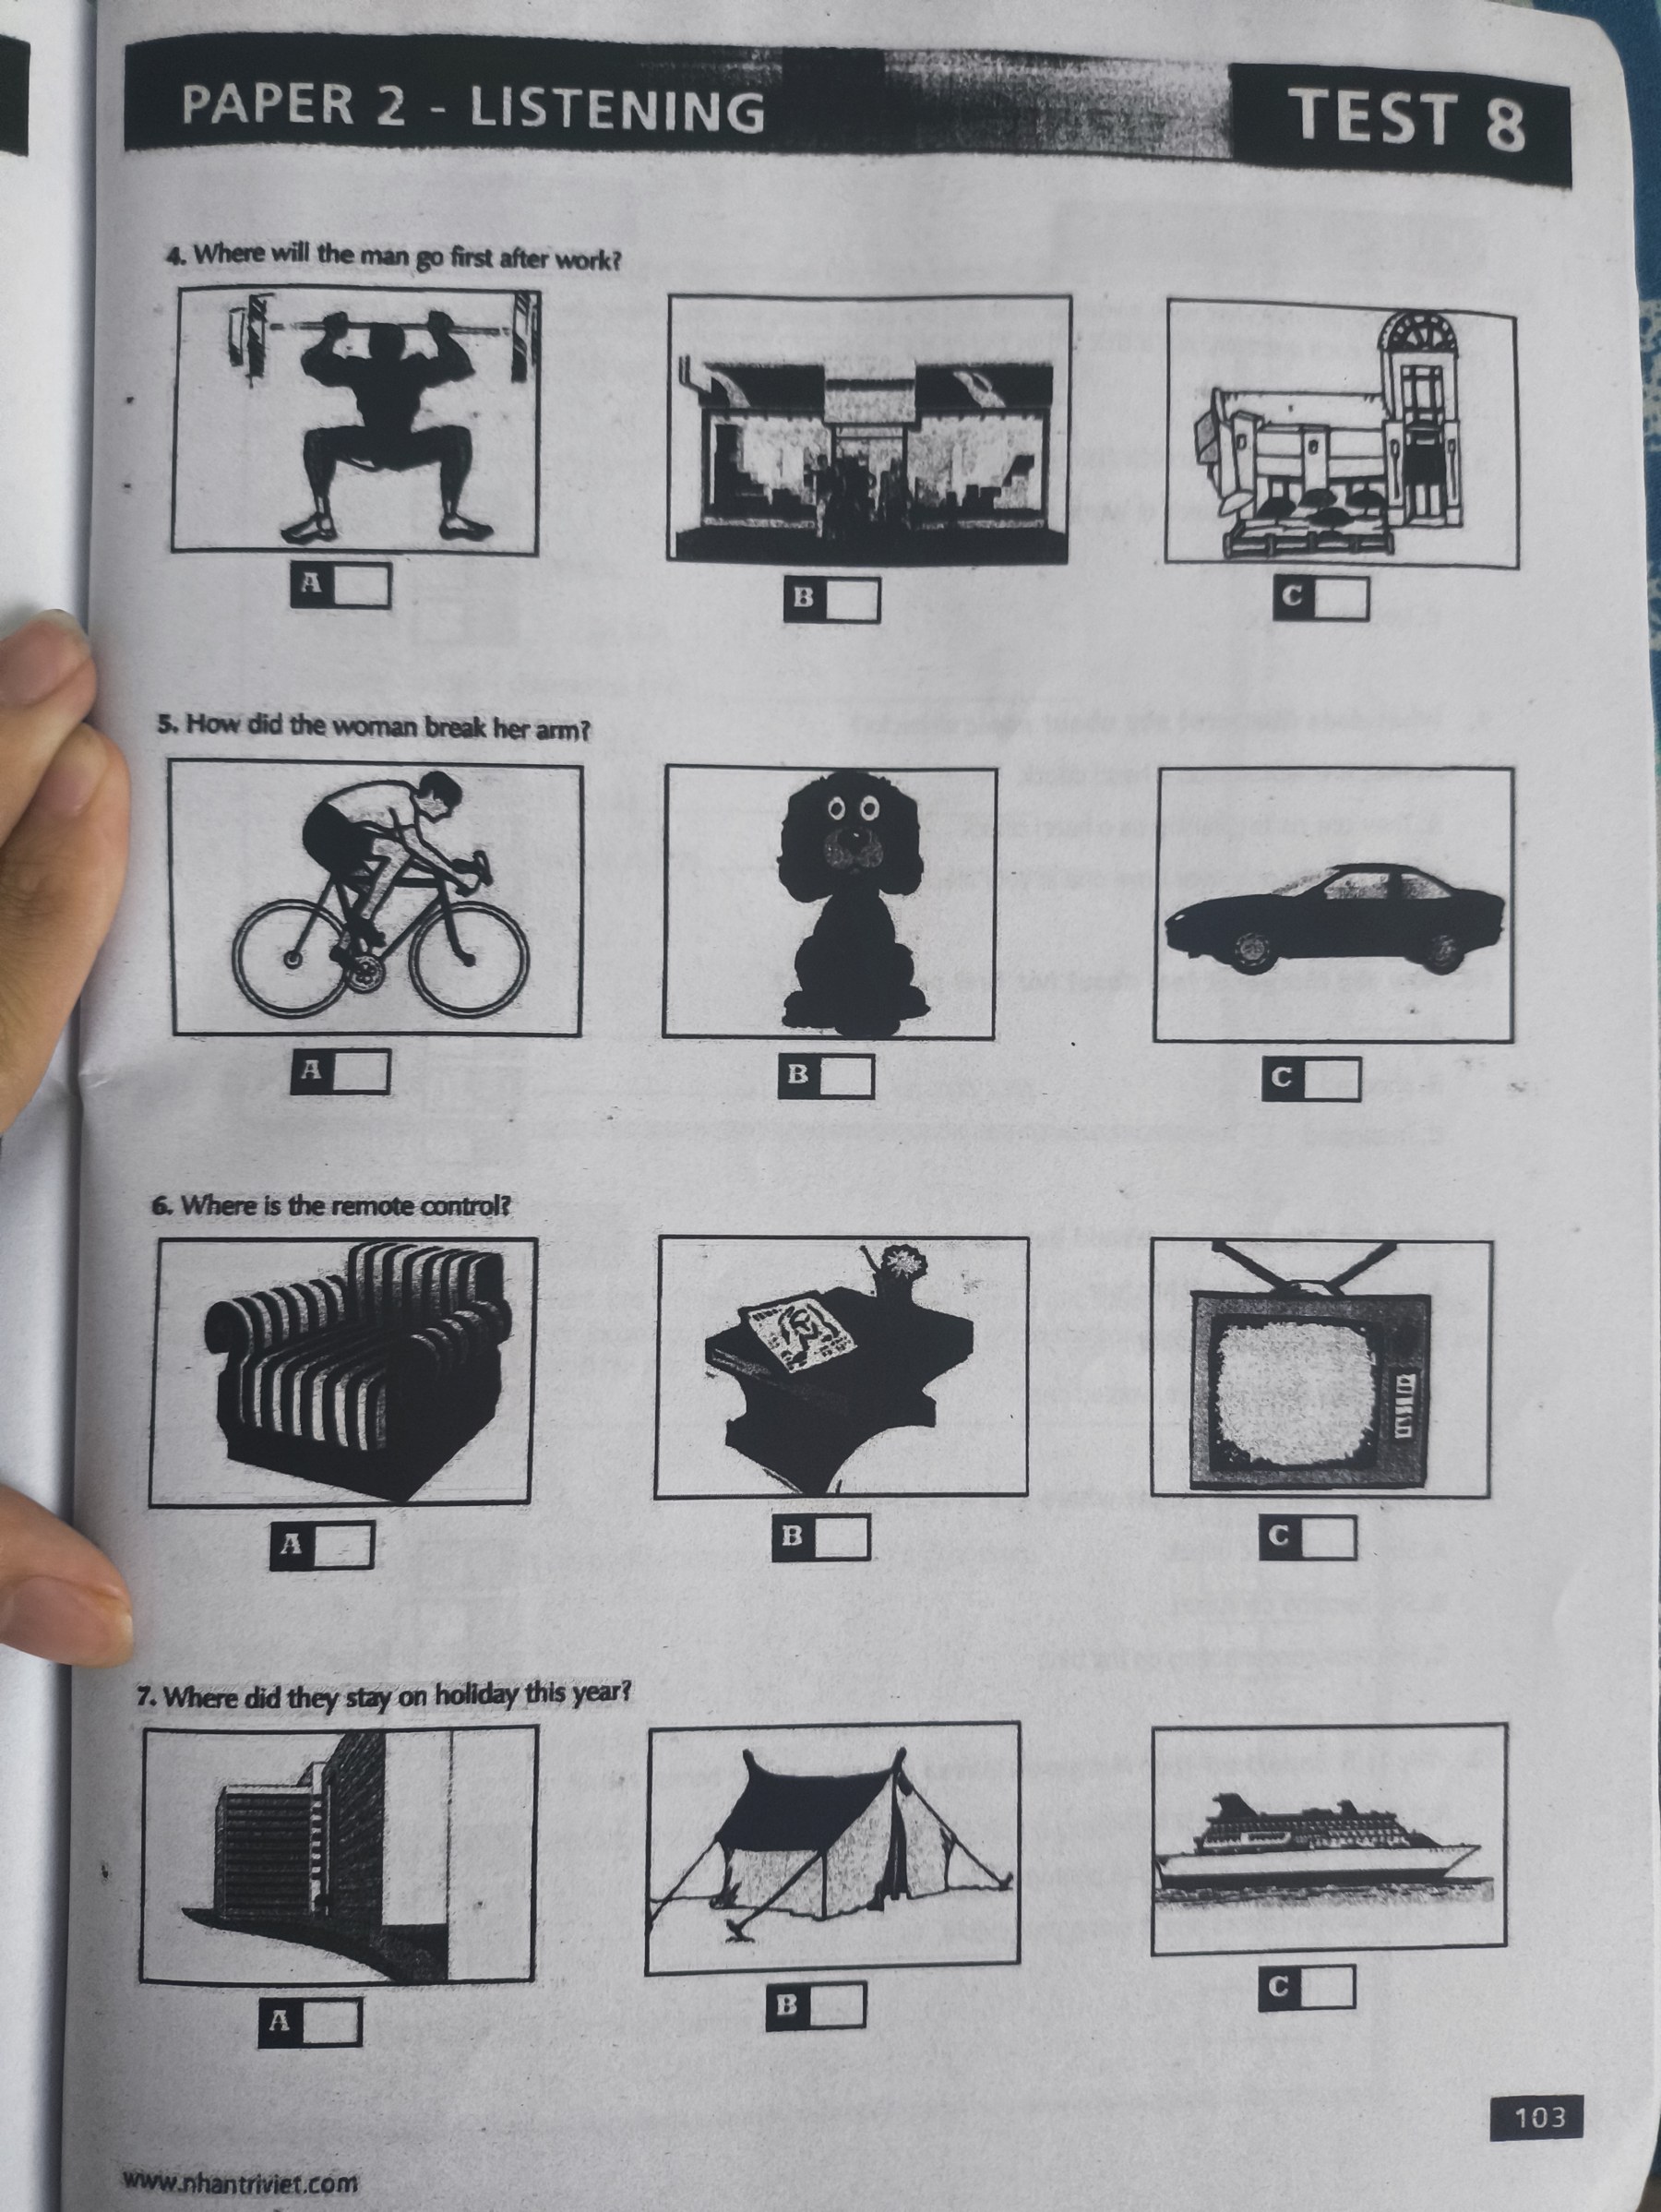 PAPER 2 - LISTENING TEST 8
4. Where will the man go first after work?
A B C
5. How did the woman break her arm?
A B C
6. Where is the remote control?
A B C
7. Where did they stay on holiday this year?
A B C
103
www.nhantriviet.com